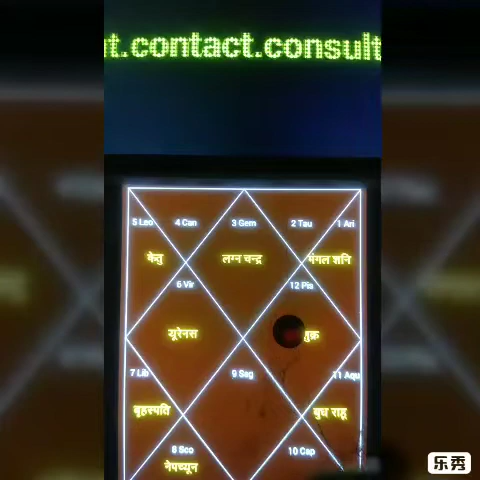 t.contact.consult
5 Leo 4 Can 3 Gem 2 Tau 1 Ari
केतु लग्न चन्द्र मंगल शनि
6 Vir 12 Pis
यूरेनस
7 Lib 9 Sag 11 Aqu
बृहस्पति बुध राहू
8 Sco 10 Cap
नेपच्यून
乐秀